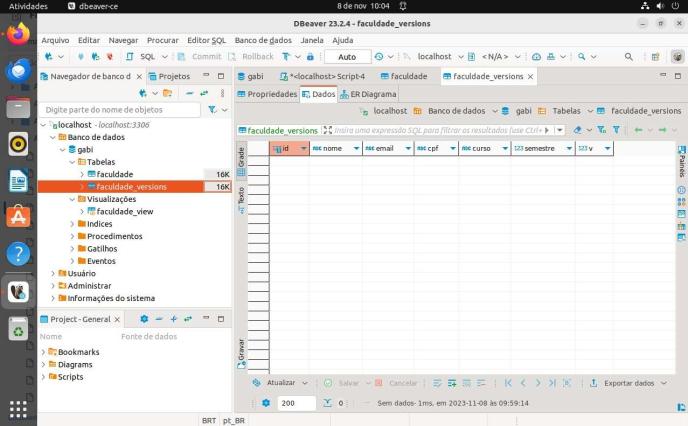 Atividades dbeaver-ce 8 de nov 10:04
DBeaver 23.2.4 - faculdade_versions
Arquivo Editar Navegar Procurar Editor SQL Banco de dados Janela Ajuda
SQL Commit Rollback Auto localhost < N/A >
Navegador de banco d Projetos
gabi *<localhost> Script-4 faculdade faculdade_versions
Digite parte do nome de objetos
Propriedades Dados ER Diagrama
localhost Banco de dados gabi Tabelas faculdade_versions
faculdade_versions Insira uma expressão SQL para filtrar os resultados (use Ctrl+
id nome email cpf curso semestre v
localhost - localhost:3306
Banco de dados
gabi
Tabelas
faculdade 16K
faculdade_versions 16K
Visualizações
faculdade_view
Indices
Procedimentos
Gatilhos
Eventos
Usuário
Administrar
Informações do sistema
Grade
Texto
Gravar
Painéis
Project - General
Nome Fonte de dados
Bookmarks
Diagrams
Scripts
Atualizar Salvar Cancelar Exportar dados
200 0 Sem dados- 1ms, em 2023-11-08 às 09:59:14
BRT pt_BR